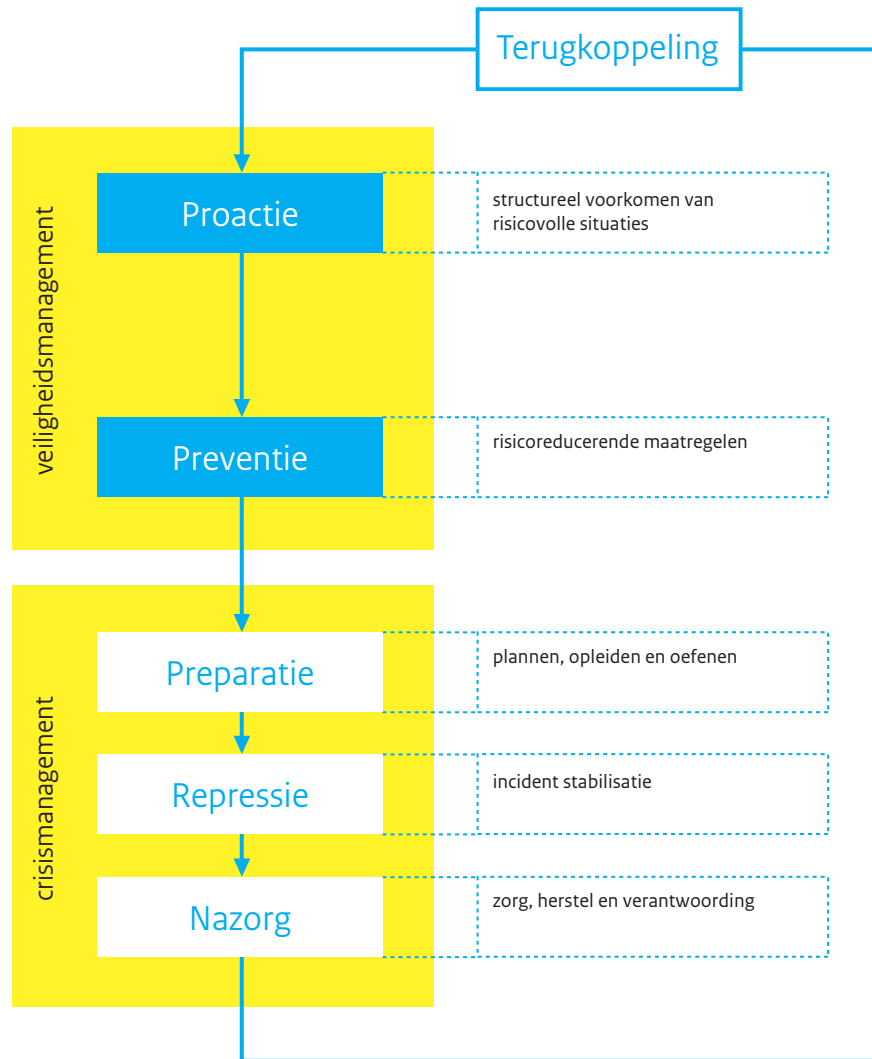 Terugkoppeling
veiligheidsmanagement
Proactie
structureel voorkomen van
risicovolle situaties
Preventie
risicoreducerende maatregelen
crisismanagement
Preparatie
plannen, opleiden en oefenen
Repressie
incident stabilisatie
Nazorg
zorg, herstel en verantwoording